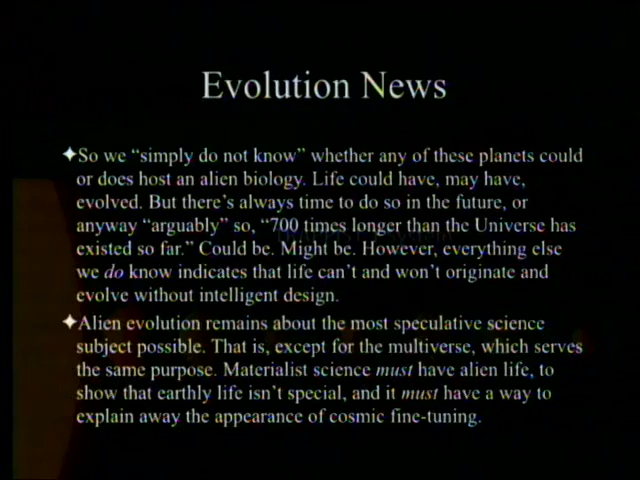 Evolution News
✦So we “simply do not know” whether any of these planets could
or does host an alien biology. Life could have, may have,
evolved. But there’s always time to do so in the future, or
anyway “arguably” so, “700 times longer than the Universe has
existed so far.” Could be. Might be. However, everything else
we do know indicates that life can’t and won’t originate and
evolve without intelligent design.
✦Alien evolution remains about the most speculative science
subject possible. That is, except for the multiverse, which serves
the same purpose. Materialist science must have alien life, to
show that earthly life isn’t special, and it must have a way to
explain away the appearance of cosmic fine-tuning.